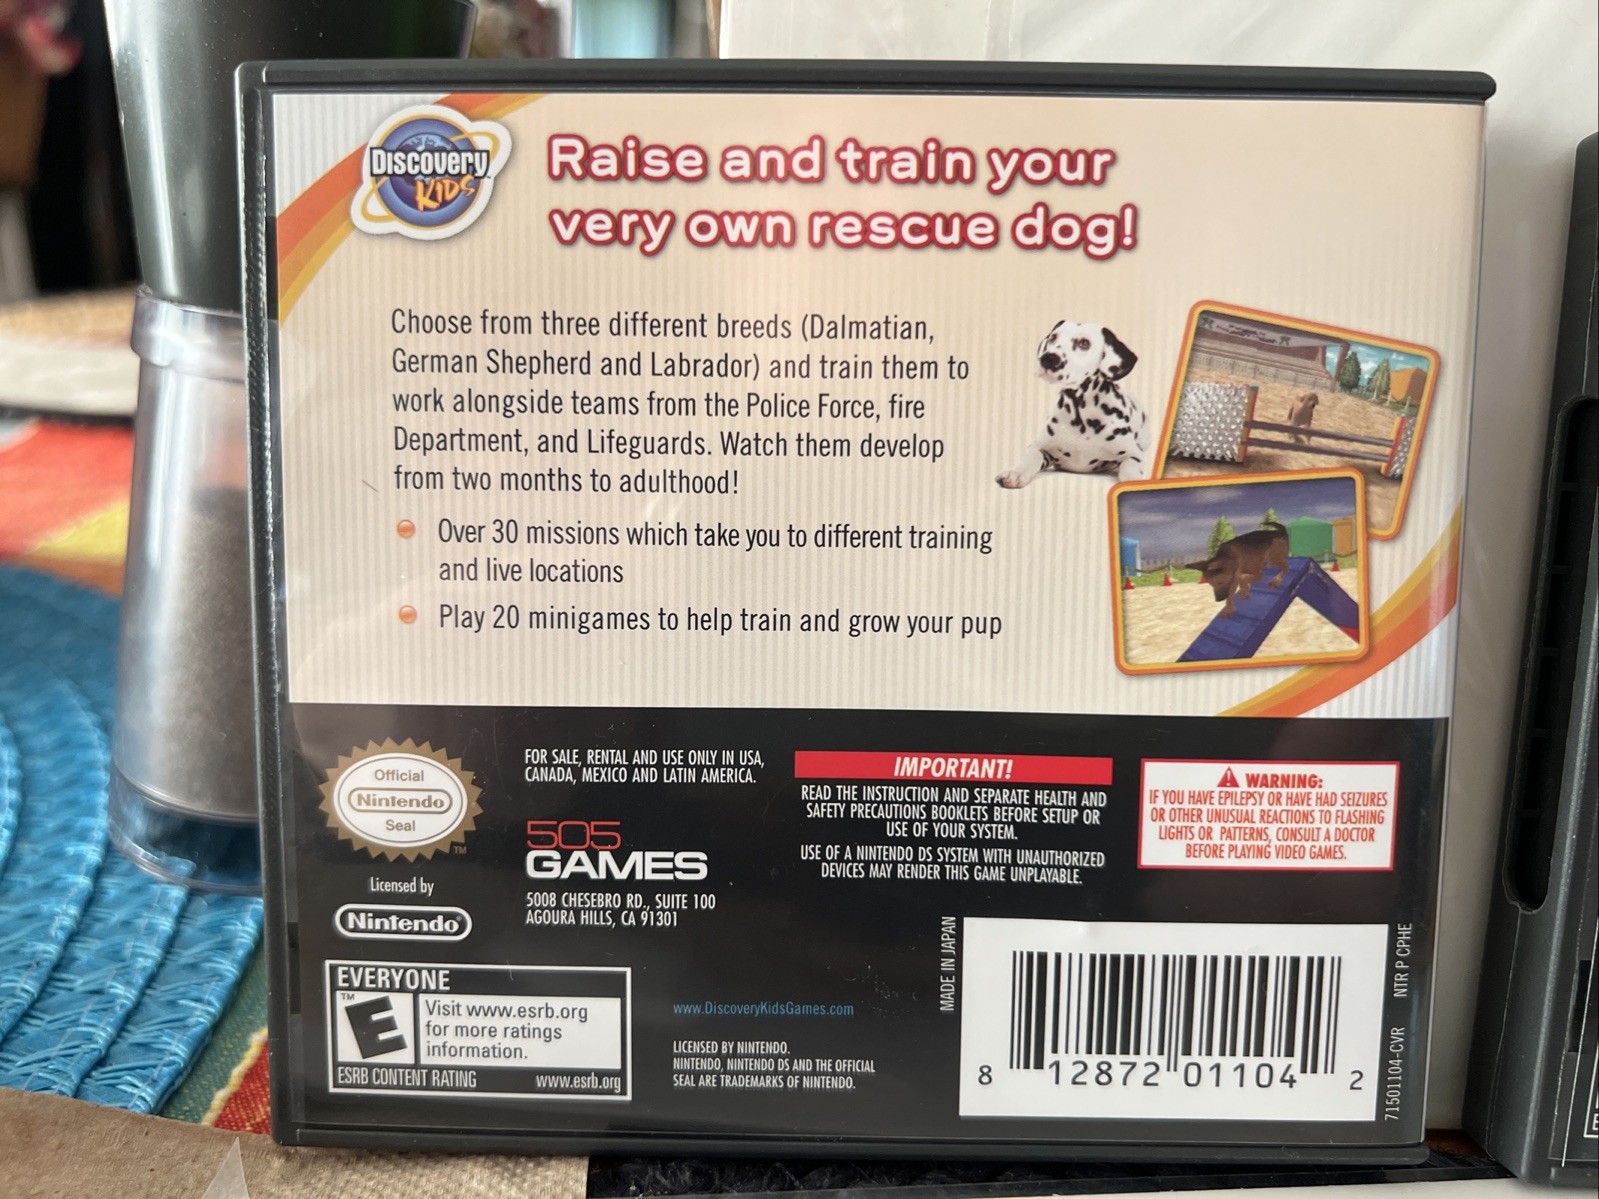 Discovery
KIDS
Raise and train your
very own rescue dog!
Choose from three different breeds (Dalmatian,
German Shepherd and Labrador) and train them to
work alongside teams from the Police Force, fire
Department, and Lifeguards. Watch them develop
from two months to adulthood!
Over 30 missions which take you to different training
and live locations
Play 20 minigames to help train and grow your pup
Official
Nintendo
Seal
TM
Licensed by
Nintendo®
FOR SALE, RENTAL AND USE ONLY IN USA,
CANADA, MEXICO AND LATIN AMERICA.
505
GAMES
5008 CHESEBRO RD., SUITE 100
AGOURA HILLS, CA 91301
IMPORTANT!
READ THE INSTRUCTION AND SEPARATE HEALTH AND
SAFETY PRECAUTIONS BOOKLETS BEFORE SETUP OR
USE OF YOUR SYSTEM.
USE OF A NINTENDO DS SYSTEM WITH UNAUTHORIZED
DEVICES MAY RENDER THIS GAME UNPLAYABLE.
WARNING:
IF YOU HAVE EPILEPSY OR HAVE HAD SEIZURES
OR OTHER UNUSUAL REACTIONS TO FLASHING
LIGHTS OR PATTERNS, CONSULT A DOCTOR
BEFORE PLAYING VIDEO GAMES.
EVERYONE
TM
E
Visit www.esrb.org
for more ratings
information.
ESRB CONTENT RATING www.esrb.org
www.DiscoveryKidsGames.com
LICENSED BY NINTENDO.
NINTENDO, NINTENDO DS AND THE OFFICIAL
SEAL ARE TRADEMARKS OF NINTENDO.
MADE IN JAPAN
8 12872 01104 2
71501104-CVR NTR P CPHE